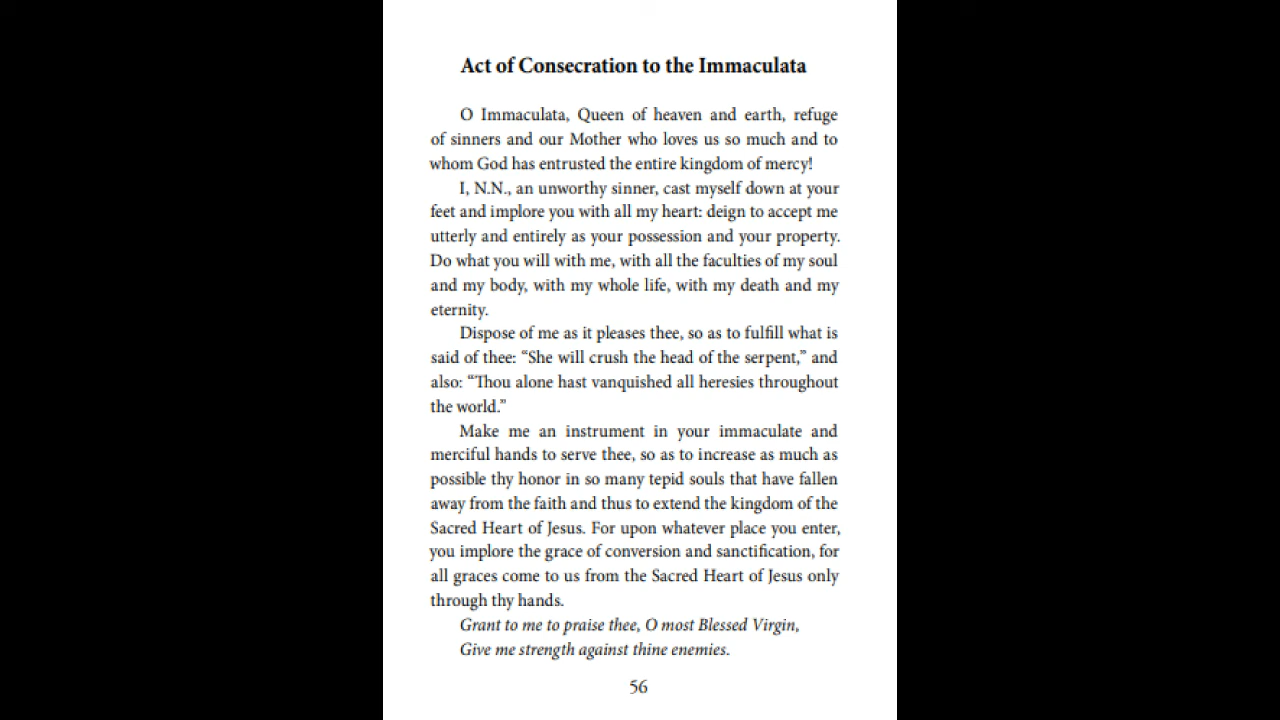 Act of Consecration to the Immaculata
O Immaculata, Queen of heaven and earth, refuge
of sinners and our Mother who loves us so much and to
whom God has entrusted the entire kingdom of mercy!
I, N.N., an unworthy sinner, cast myself down at your
feet and implore you with all my heart: deign to accept me
utterly and entirely as your possession and your property.
Do what you will with me, with all the faculties of my soul
and my body, with my whole life, with my death and my
eternity.
Dispose of me as it pleases thee, so as to fulfill what is
said of thee: “She will crush the head of the serpent,” and
also: “Thou alone hast vanquished all heresies throughout
the world.”
Make me an instrument in your immaculate and
merciful hands to serve thee, so as to increase as much as
possible thy honor in so many tepid souls that have fallen
away from the faith and thus to extend the kingdom of the
Sacred Heart of Jesus. For upon whatever place you enter,
you implore the grace of conversion and sanctification, for
all graces come to us from the Sacred Heart of Jesus only
through thy hands.
Grant to me to praise thee, O most Blessed Virgin,
Give me strength against thine enemies.
56